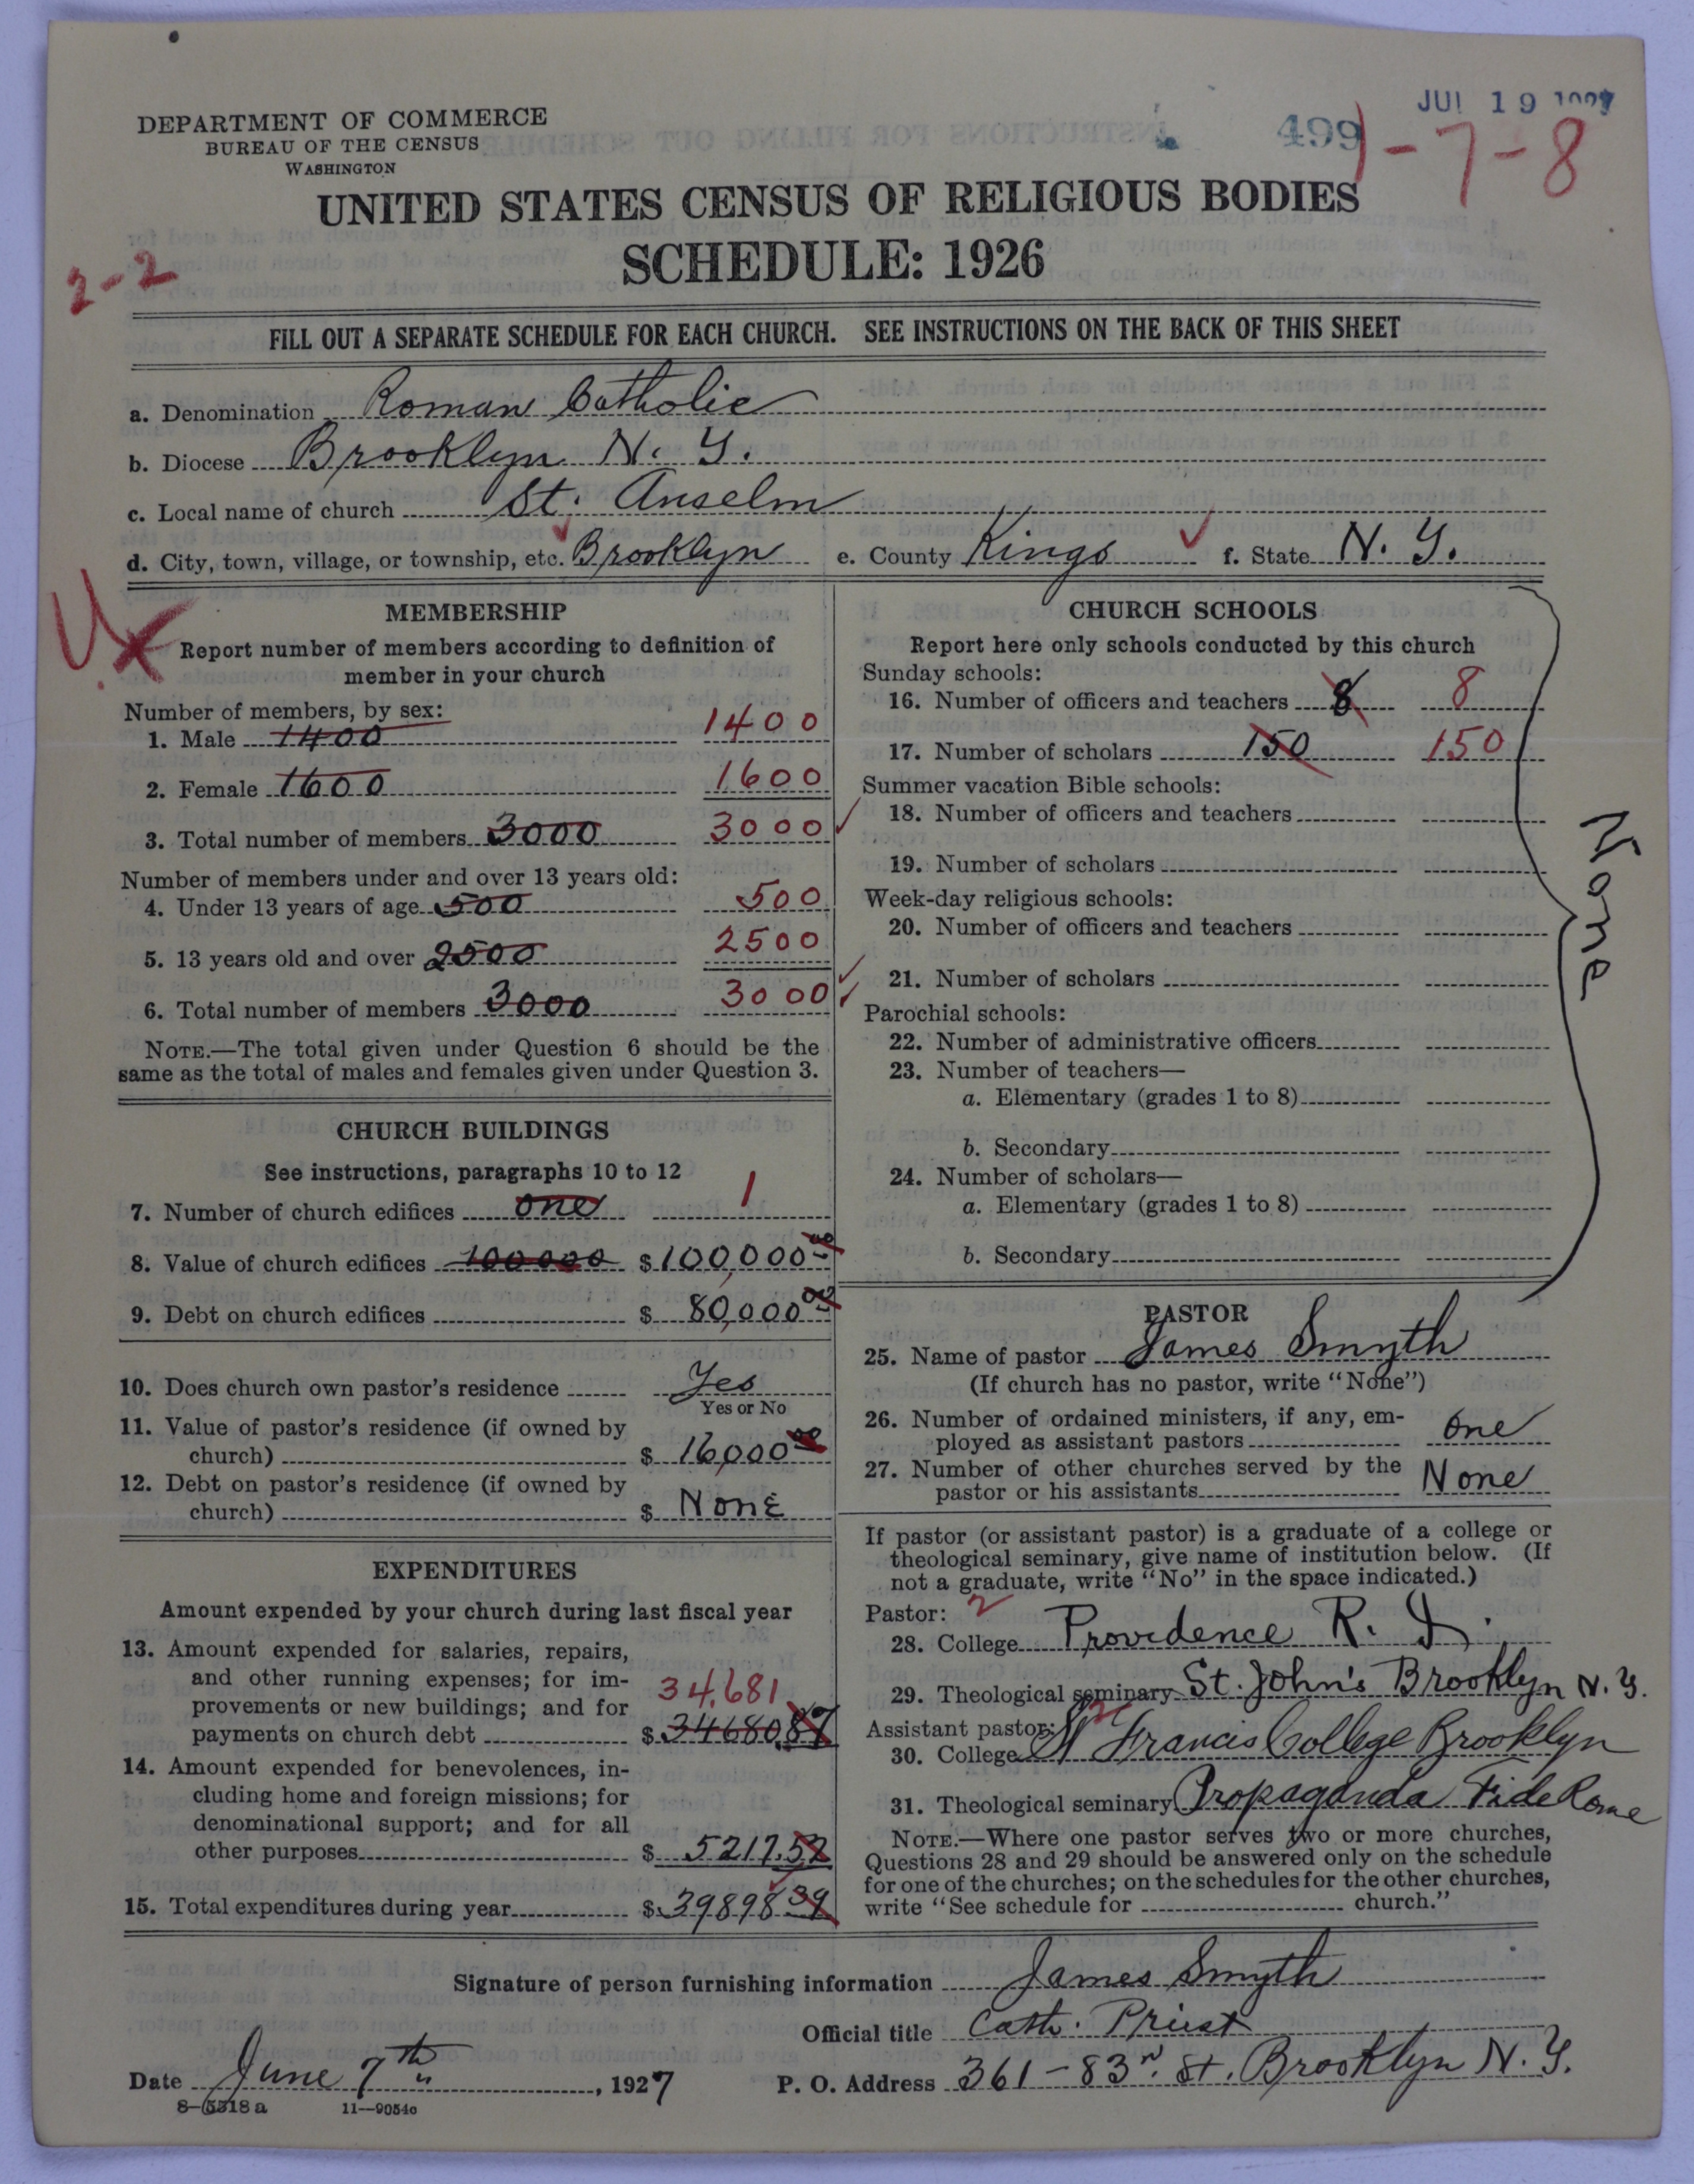 JUL 19 1927
DEPARTMENT OF COMMERCE
BUREAU OF THE CENSUS
WASHINGTON
499
1-7-8
UNITED STATES CENSUS OF RELIGIOUS BODIES
SCHEDULE: 1926
2-2
FILL OUT A SEPARATE SCHEDULE FOR EACH CHURCH. SEE INSTRUCTIONS ON THE BACK OF THIS SHEET
a. Denomination Roman Catholic
b. Diocese Brooklyn N. Y.
c. Local name of church St. Anselm
d. City, town, village, or township, etc. Brooklyn e. County Kings f. State N. Y.
MEMBERSHIP
Report number of members according to definition of
member in your church
Number of members, by sex:
1. Male 1400 1400
2. Female 1600 1600
3. Total number of members 3000 3000
Number of members under and over 13 years old:
4. Under 13 years of age 500 500
5. 13 years old and over 2500 2500
6. Total number of members 3000 3000
NOTE.—The total given under Question 6 should be the
same as the total of males and females given under Question 3.
CHURCH BUILDINGS
See instructions, paragraphs 10 to 12
7. Number of church edifices one 1
8. Value of church edifices 100000 $100,000.00
9. Debt on church edifices $ 80,000.00
10. Does church own pastor's residence Yes
Yes or No
11. Value of pastor's residence (if owned by
church) $ 16,000.00
12. Debt on pastor's residence (if owned by
church) $ None
EXPENDITURES
Amount expended by your church during last fiscal year
13. Amount expended for salaries, repairs,
and other running expenses; for im-
provements or new buildings; and for 34,681
payments on church debt $ 34680.87
14. Amount expended for benevolences, in-
cluding home and foreign missions; for
denominational support; and for all
other purposes $ 5217.52
15. Total expenditures during year $ 39898 39
CHURCH SCHOOLS
Report here only schools conducted by this church
Sunday schools:
16. Number of officers and teachers 8 8
17. Number of scholars 150 150
Summer vacation Bible schools:
18. Number of officers and teachers
19. Number of scholars
Week-day religious schools:
20. Number of officers and teachers
21. Number of scholars
Parochial schools:
22. Number of administrative officers
23. Number of teachers—
a. Elementary (grades 1 to 8)
b. Secondary
24. Number of scholars—
a. Elementary (grades 1 to 8)
b. Secondary
None
PASTOR
25. Name of pastor James Smyth
(If church has no pastor, write "None")
26. Number of ordained ministers, if any, em-
ployed as assistant pastors one
27. Number of other churches served by the
pastor or his assistants None
If pastor (or assistant pastor) is a graduate of a college or
theological seminary, give name of institution below. (If
not a graduate, write "No" in the space indicated.)
Pastor: 2
28. College Providence R. I.
29. Theological seminary St. John's Brooklyn N. Y.
Assistant pastor: 2
30. College St Francis College Brooklyn
31. Theological seminary Propaganda Fide Rome
NOTE.—Where one pastor serves two or more churches,
Questions 28 and 29 should be answered only on the schedule
for one of the churches; on the schedules for the other churches,
write "See schedule for church."
Signature of person furnishing information James Smyth
Official title Cath. Priest
Date June 7th, 1927 P. O. Address 361-83rd St. Brooklyn N. Y.
8-5518 a 11—9054o